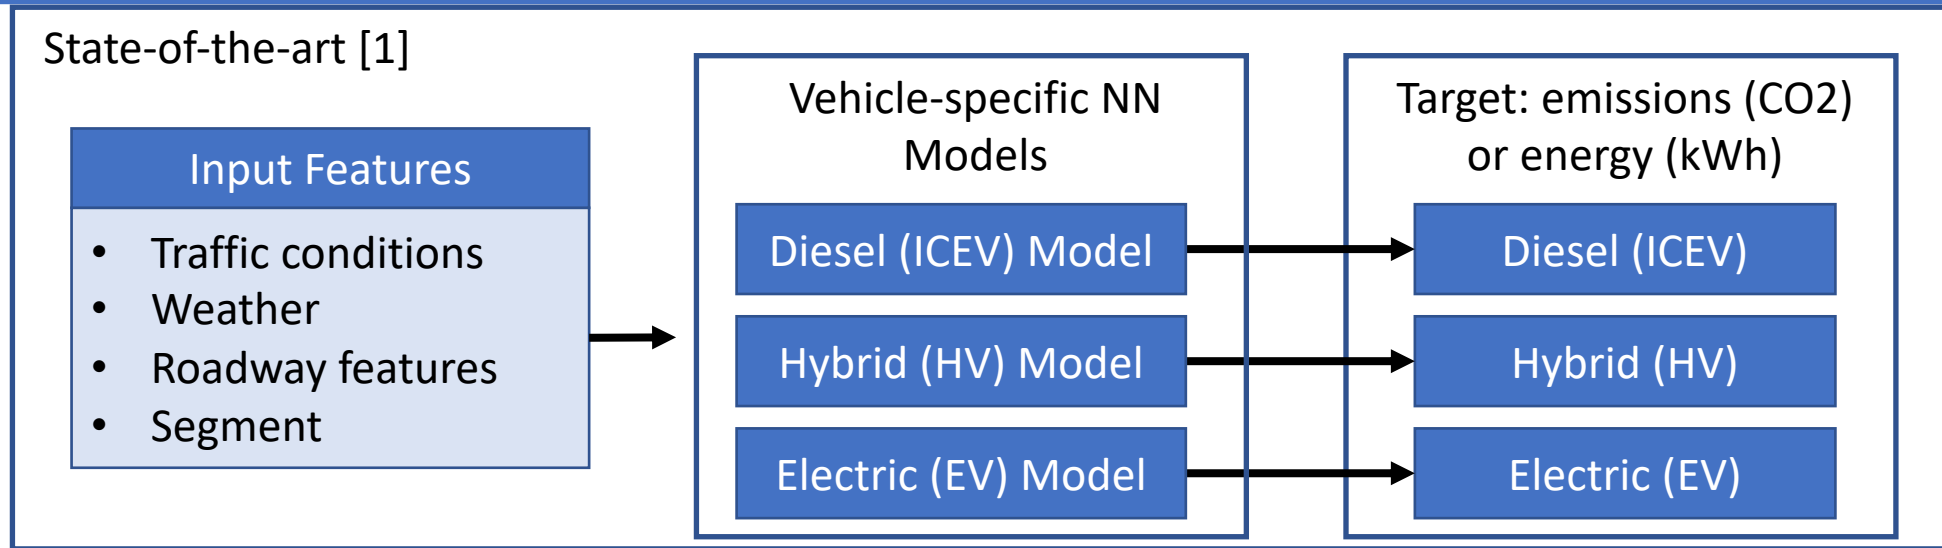 State-of-the-art [1]
Input Features
• Traffic conditions
• Weather
• Roadway features
• Segment
Vehicle-specific NN
Models
Diesel (ICEV) Model
Hybrid (HV) Model
Electric (EV) Model
Target: emissions (CO2)
or energy (kWh)
Diesel (ICEV)
Hybrid (HV)
Electric (EV)